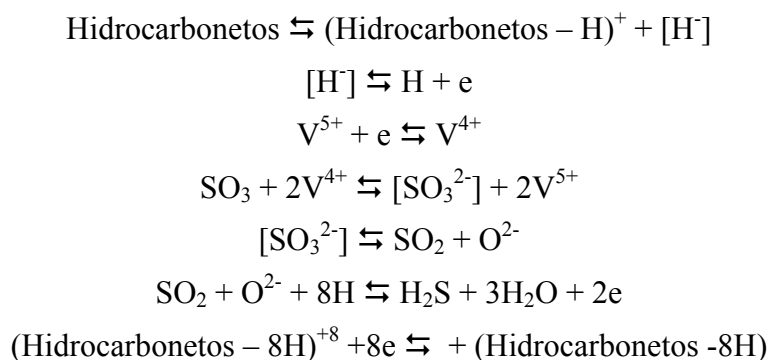 Hidrocarbonetos ⇆ (Hidrocarbonetos – H)⁺ + [H⁻]
[H⁻] ⇆ H + e
V⁵⁺ + e ⇆ V⁴⁺
SO₃ + 2V⁴⁺ ⇆ [SO₃²⁻] + 2V⁵⁺
[SO₃²⁻] ⇆ SO₂ + O²⁻
SO₂ + O²⁻ + 8H ⇆ H₂S + 3H₂O + 2e
(Hidrocarbonetos – 8H)⁺⁸ +8e ⇆ + (Hidrocarbonetos -8H)